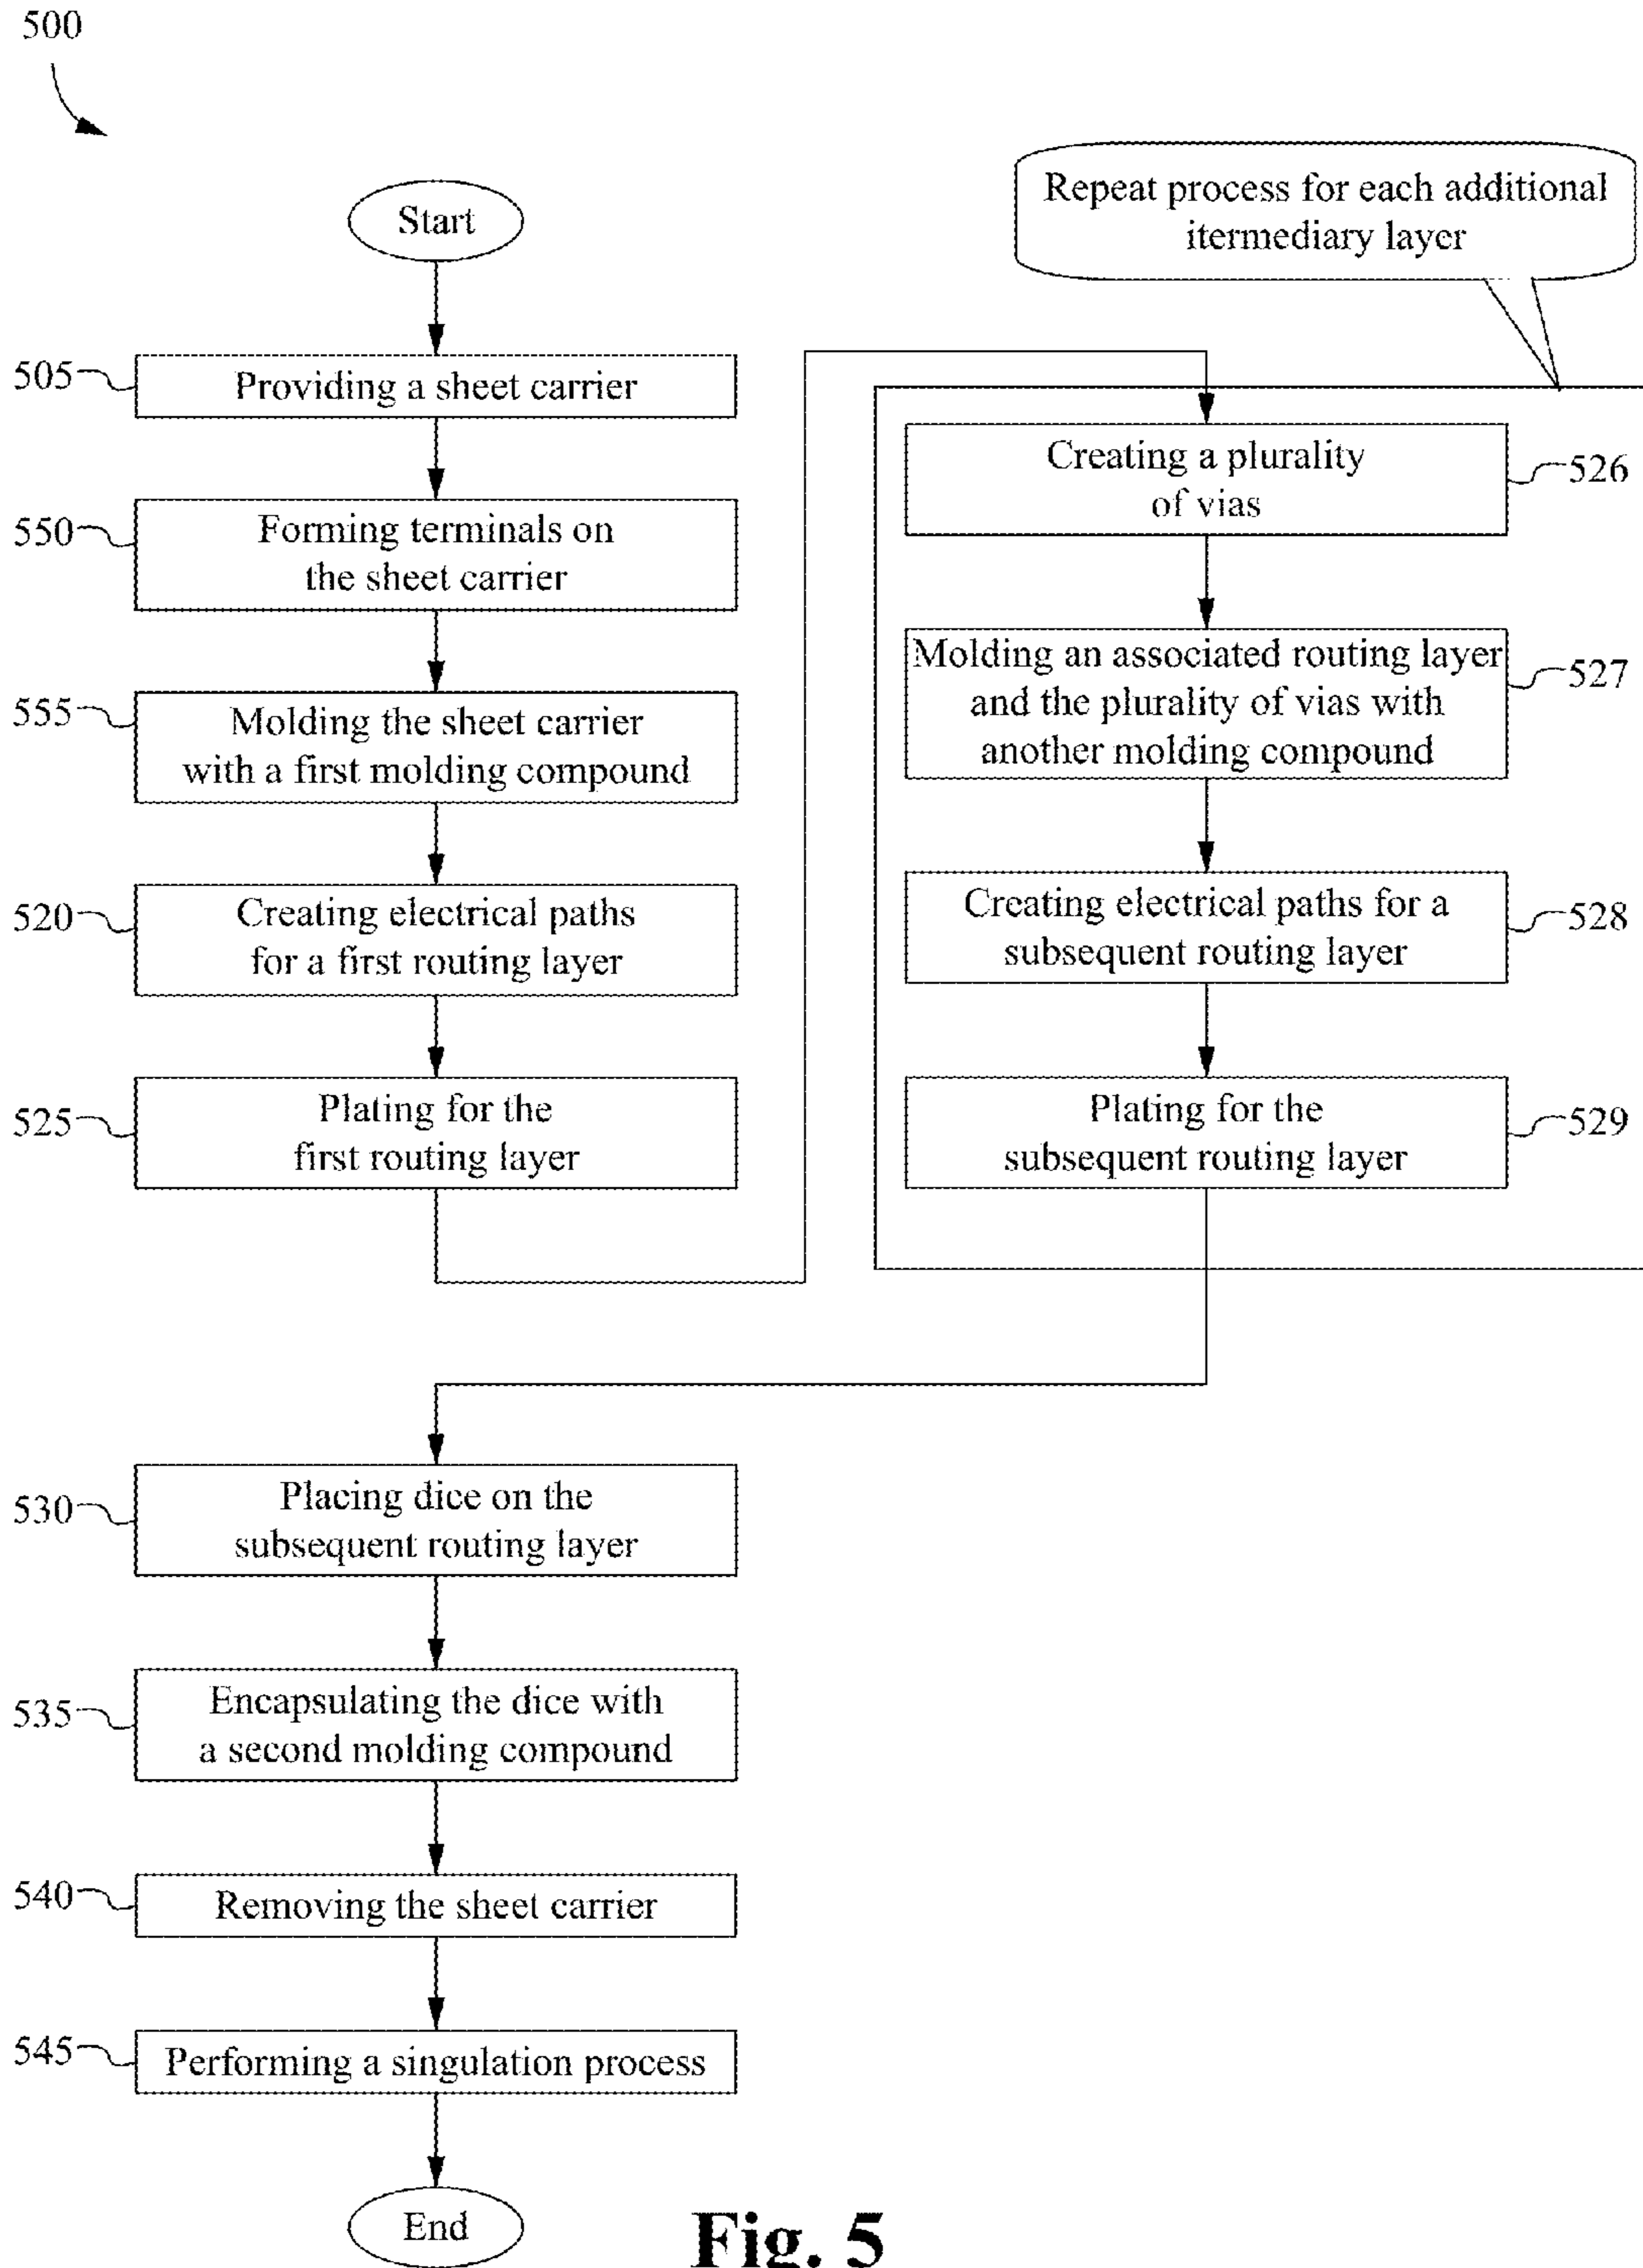 500
Start
505
Providing a sheet carrier
550
Forming terminals on
the sheet carrier
555
Molding the sheet carrier
with a first molding compound
520
Creating electrical paths
for a first routing layer
525
Plating for the
first routing layer
Repeat process for each additional
itermediary layer
Creating a plurality
of vias
526
Molding an associated routing layer
and the plurality of vias with
another molding compound
527
Creating electrical paths for a
subsequent routing layer
528
Plating for the
subsequent routing layer
529
530
Placing dice on the
subsequent routing layer
535
Encapsulating the dice with
a second molding compound
540
Removing the sheet carrier
545
Performing a singulation process
End
Fig. 5